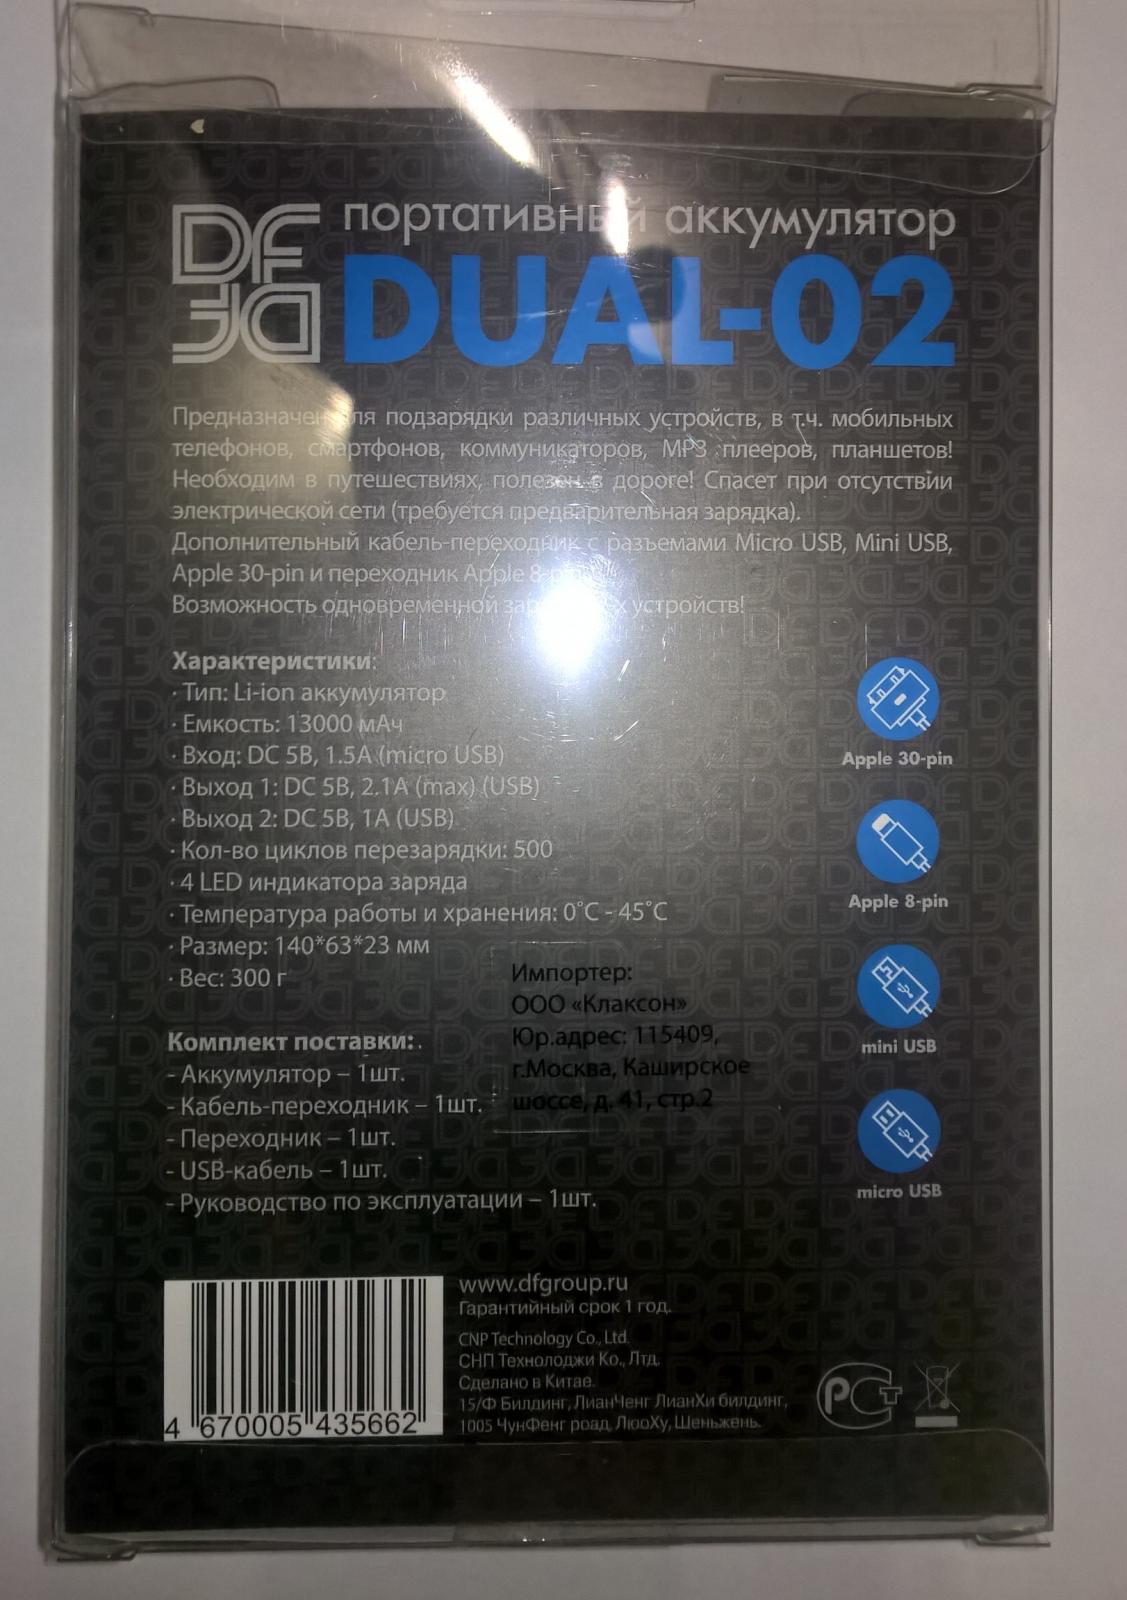 DF
портативный аккумулятор
DUAL-02
Предназначен для подзарядки различных устройств, в т.ч. мобильных
телефонов, смартфонов, коммуникаторов, MP3 плееров, планшетов!
Необходим в путешествиях, полезен в дороге! Спасет при отсутствии
электрической сети (требуется предварительная зарядка).
Дополнительный кабель-переходник с разъемами Micro USB, Mini USB,
Apple 30-pin и переходник Apple 8-pin
Возможность одновременной устройств!
Характеристики:
· Тип: Li-ion аккумулятор
· Емкость: 13000 мАч
· Вход: DC 5В, 1.5А (micro USB)
· Выход 1: DC 5В, 2.1А (max) (USB)
· Выход 2: DC 5В, 1А (USB)
· Кол-во циклов перезарядки: 500
· 4 LED индикатора заряда
· Температура работы и хранения: 0˚С - 45˚С
· Размер: 140*63*23 мм
· Вес: 300 г
Комплект поставки:
- Аккумулятор – 1шт.
- Кабель-переходник – 1шт.
- Переходник – 1шт.
- USB-кабель – 1шт.
- Руководство по эксплуатации – 1шт.
Импортер:
ООО «Клаксон»
Юр.адрес: 115409,
г.Москва, Каширское
шоссе, д. 41, стр.2
Apple 30-pin
Apple 8-pin
mini USB
micro USB
4 670005 435662
www.dfgroup.ru
Гарантийный срок 1 год.
CNP Technology Co., Ltd.
СНП Технолоджи Ко., Лтд.
Сделано в Китае.
15/Ф Билдинг, ЛианЧенг ЛианХи билдинг,
1005 ЧунФенг роад, ЛюоХу, Шеньжень.
РСТ